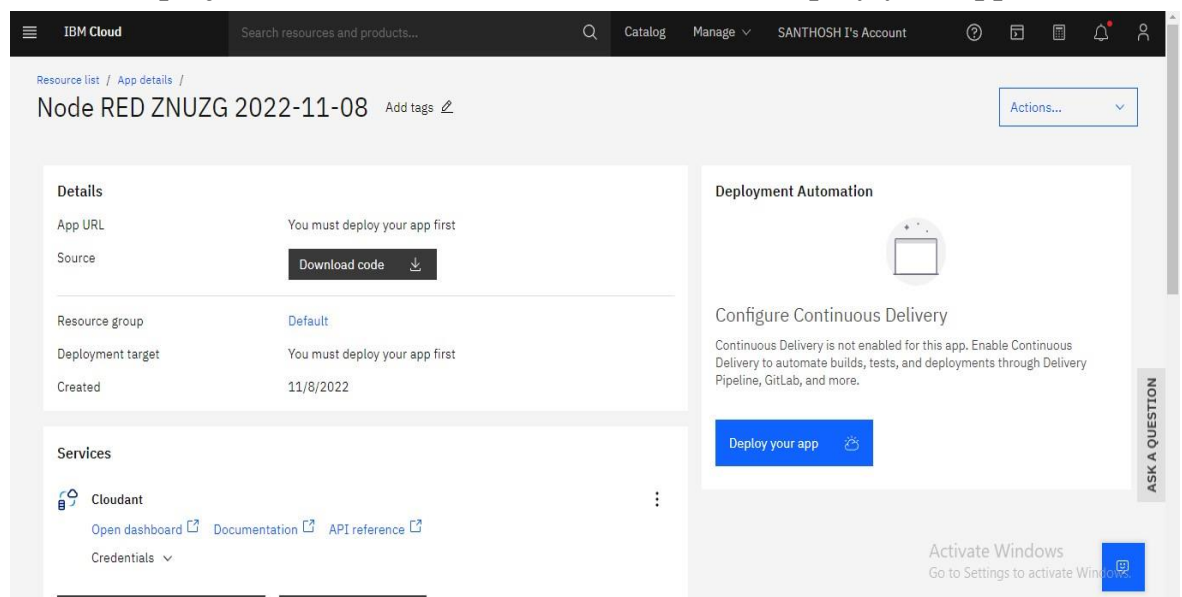 IBM Cloud
Search resources and products...
Catalog
Manage
SANTHOSH I's Account
Resource list / App details /
Node RED ZNUZG 2022-11-08
Add tags
Actions...
Details
App URL
You must deploy your app first
Source
Download code
Resource group
Default
Deployment target
You must deploy your app first
Created
11/8/2022
Services
Cloudant
Open dashboard
Documentation
API reference
Credentials
Deployment Automation
Configure Continuous Delivery
Continuous Delivery is not enabled for this app. Enable Continuous
Delivery to automate builds, tests, and deployments through Delivery
Pipeline, GitLab, and more.
Deploy your app
ASK A QUESTION
Activate Windows
Go to Settings to activate Windows.